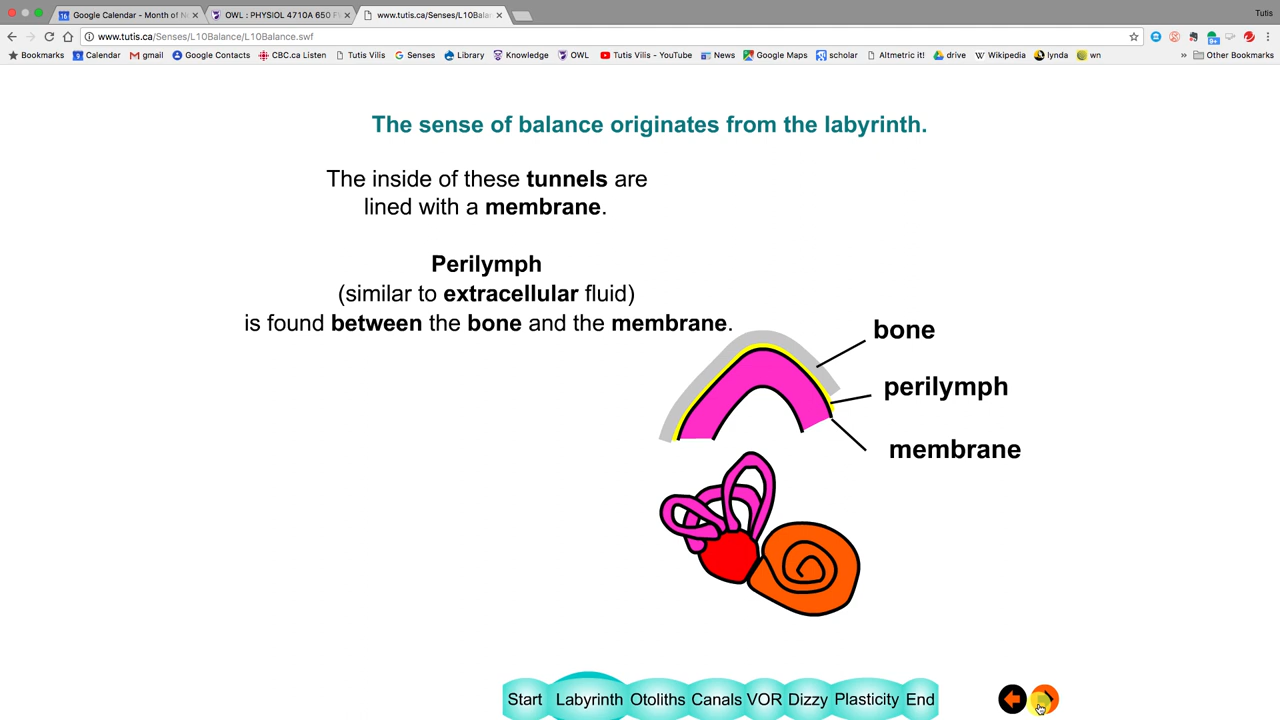 Google Calendar - Month of N
OWL : PHYSIOL 4710A 650 F
www.tutis.ca/Senses/L10Bala
Tutis
www.tutis.ca/Senses/L10Balance/L10Balance.swf
Bookmarks Calendar gmail Google Contacts CBC.ca Listen Tutis Vilis Senses Library Knowledge OWL Tutis Vilis - YouTube News Google Maps scholar Altmetric it! drive Wikipedia lynda wn » Other Bookmarks
The sense of balance originates from the labyrinth.
The inside of these tunnels are
lined with a membrane.
Perilymph
(similar to extracellular fluid)
is found between the bone and the membrane.
bone
perilymph
membrane
Start Labyrinth Otoliths Canals VOR Dizzy Plasticity End